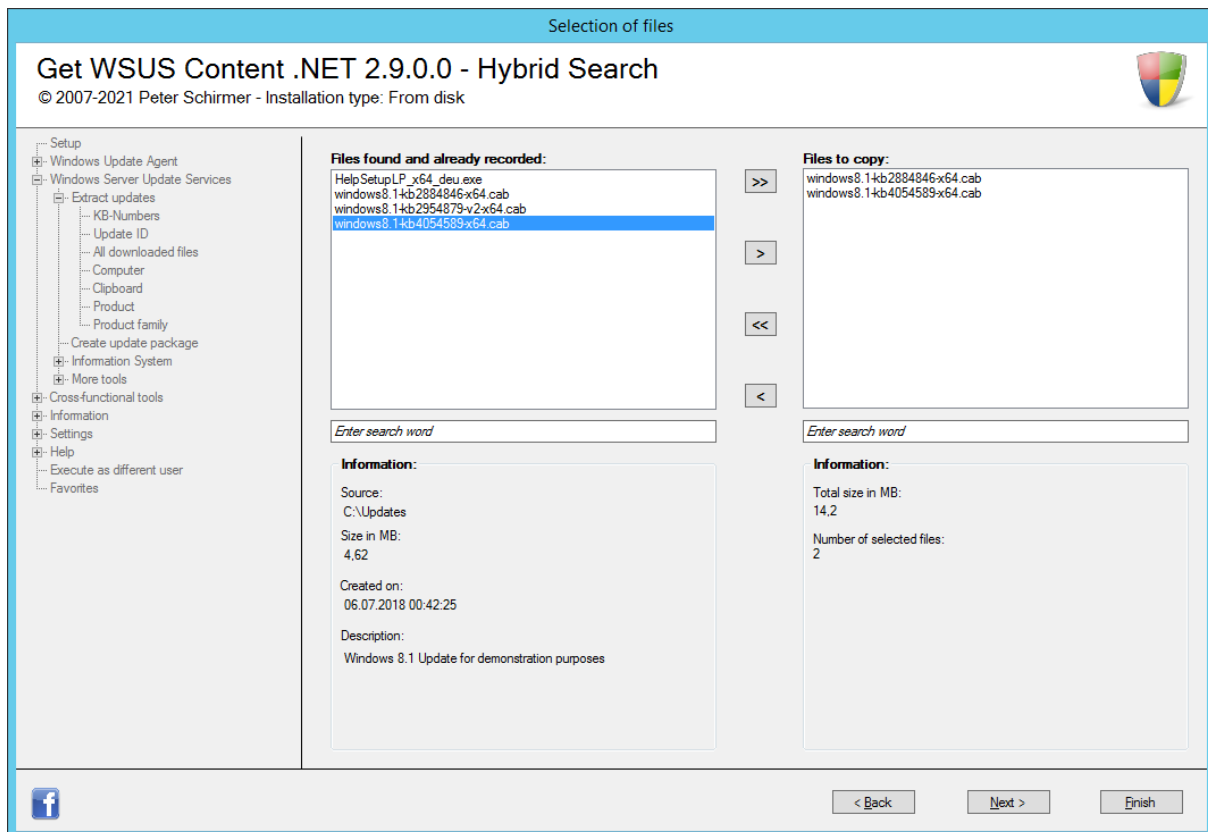 Selection of files
Get WSUS Content .NET 2.9.0.0 - Hybrid Search
© 2007-2021 Peter Schirmer - Installation type: From disk
Setup
Windows Update Agent
Windows Server Update Services
Extract updates
KB-Numbers
Update ID
All downloaded files
Computer
Clipboard
Product
Product family
Create update package
Information System
More tools
Cross-functional tools
Information
Settings
Help
Execute as different user
Favorites
Files found and already recorded:
HelpSetupLP_x64_deu.exe
windows8.1-kb2884846-x64.cab
windows8.1-kb2954879-v2-x64.cab
windows8.1-kb4054589-x64.cab
Enter search word
Information:
Source:
C:\Updates
Size in MB:
4,62
Created on:
06.07.2018 00:42:25
Description:
Windows 8.1 Update for demonstration purposes
>>
>
<<
<
Files to copy:
windows8.1-kb2884846-x64.cab
windows8.1-kb4054589-x64.cab
Enter search word
Information:
Total size in MB:
14,2
Number of selected files:
2
f
< Back
Next >
Finish